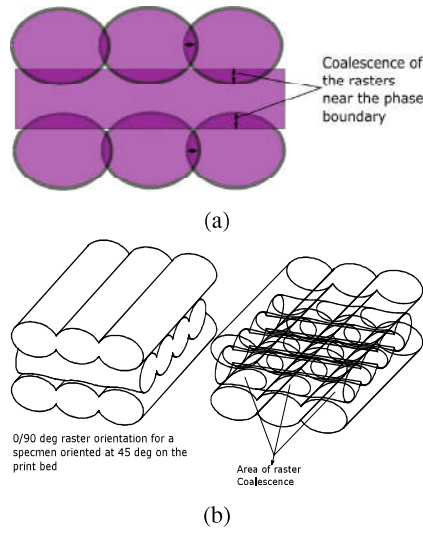 Coalescence of
the rasters
near the phase
boundary
(a)
0/90 deg raster orientation for a
specmen oriented at 45 deg on the
print bed
Area of raster
Coalescence
(b)